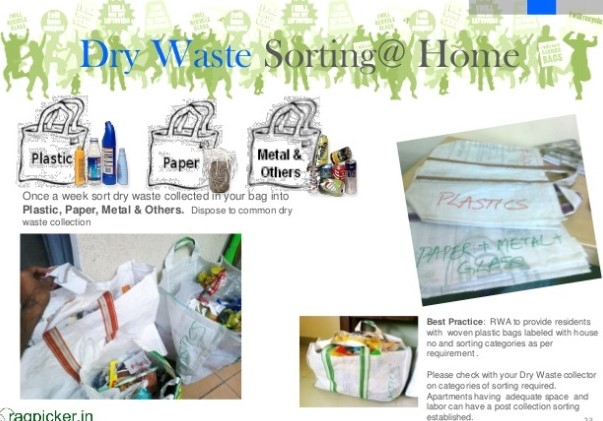 Dry Waste Sorting@ Home
Plastic
Paper
Metal &
Others
Once a week sort dry waste collected in your bag into
Plastic, Paper, Metal & Others. Dispose to common dry
waste collection
PLASTICS
PAPER + METAL +
GLASS
Best Practice: RWA to provide residents
with woven plastic bags labeled with house
no and sorting categories as per
requirement.
Please check with your Dry Waste collector
on categories of sorting required.
Apartments having adequate space and
labor can have a post collection sorting
established.
ragpicker.in